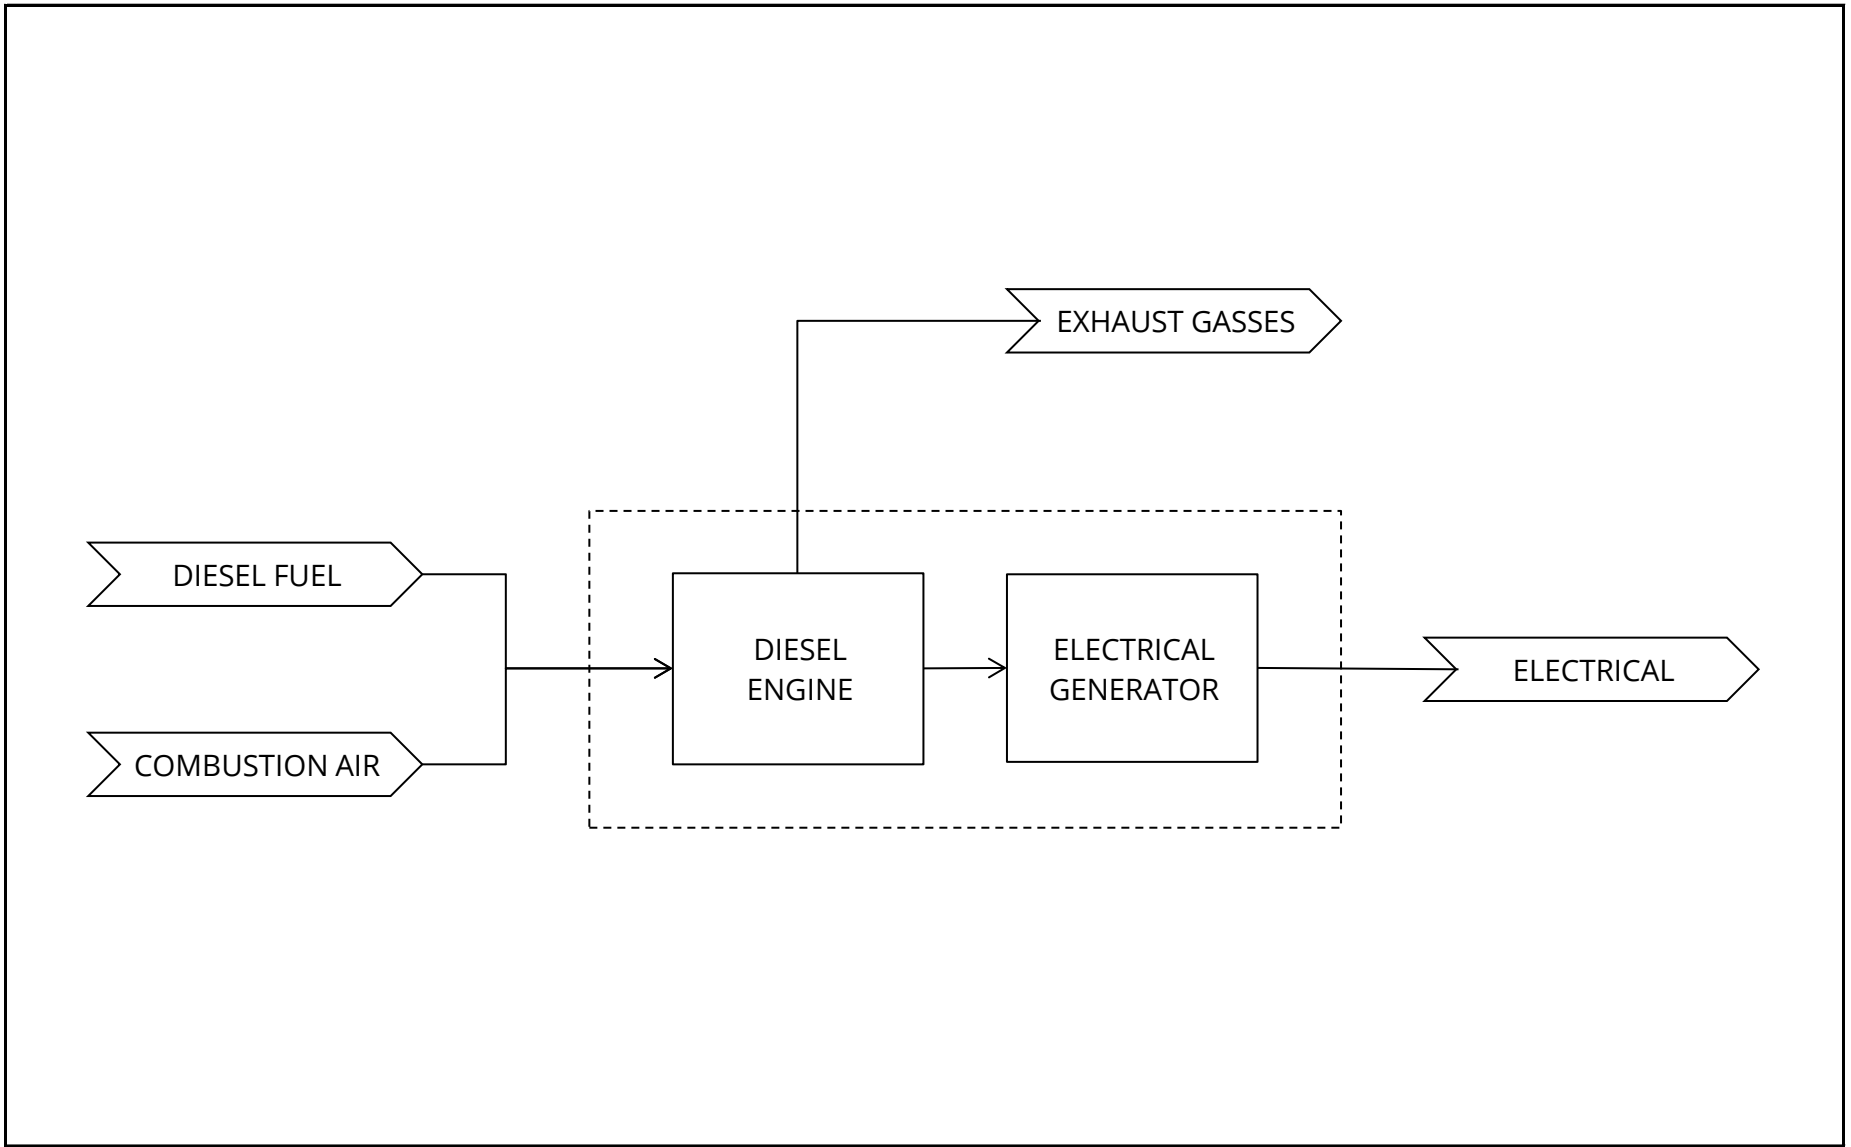 EXHAUST GASSES
DIESEL FUEL
COMBUSTION AIR
DIESEL
ENGINE
ELECTRICAL
GENERATOR
ELECTRICAL